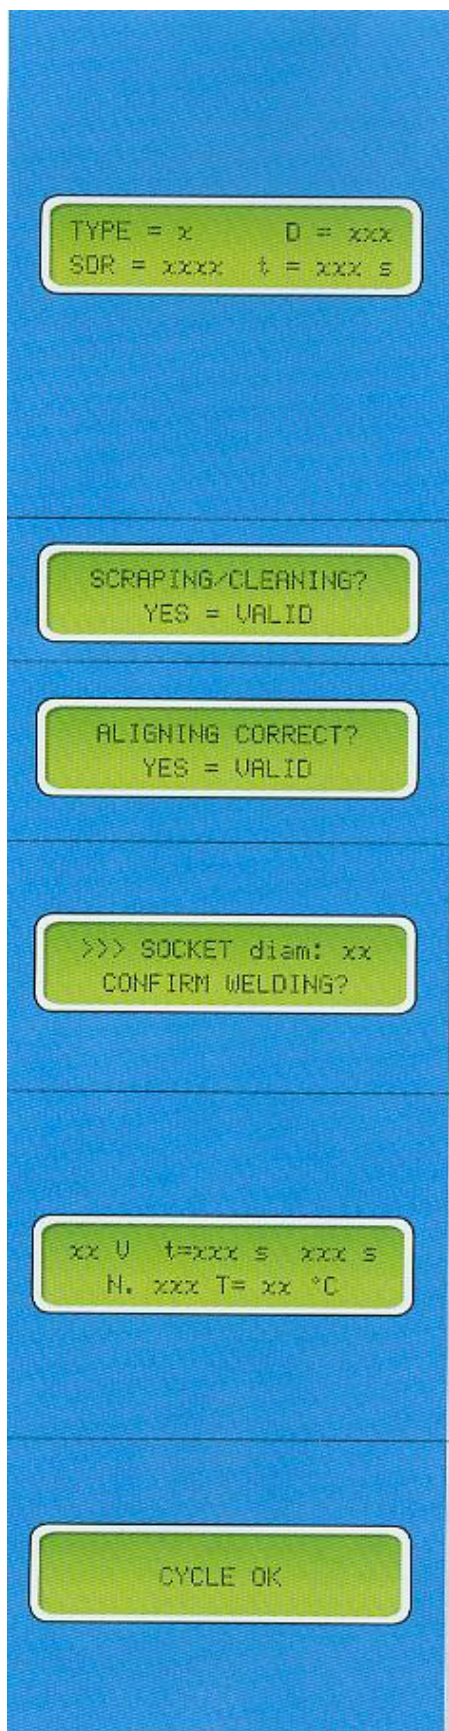 TYPE = x D = xxx
SDR = xxxx t = xxx s
SCRAPING/CLEANING?
YES = VALID
ALIGNING CORRECT?
YES = VALID
>>> SOCKET diam: xx
CONFIRM WELDING?
xx V t=xxx s xxx s
N. xxx T= xx °C
CYCLE OK